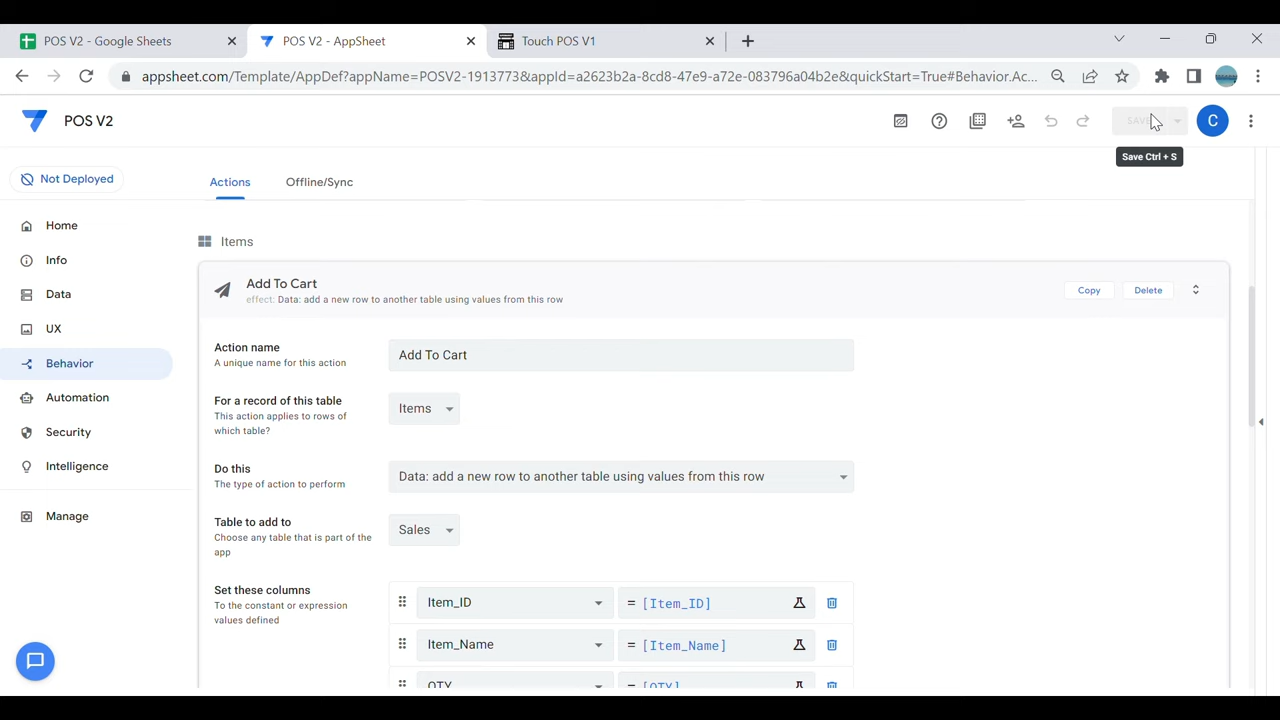 POS V2 - Google Sheets
POS V2 - AppSheet
Touch POS V1
appsheet.com/Template/AppDef?appName=POSV2-1913773&appId=a2623b2a-8cd8-47e9-a72e-083796a04b2e&quickStart=True#Behavior.Ac...
POS V2
SAVE
C
Save Ctrl + S
Not Deployed
Actions
Offline/Sync
Home
Info
Data
UX
Behavior
Automation
Security
Intelligence
Manage
Items
Add To Cart
effect: Data: add a new row to another table using values from this row
Copy
Delete
Action name
A unique name for this action
Add To Cart
For a record of this table
This action applies to rows of
which table?
Items
Do this
The type of action to perform
Data: add a new row to another table using values from this row
Table to add to
Choose any table that is part of the
app
Sales
Set these columns
To the constant or expression
values defined
Item_ID
= [Item_ID]
Item_Name
= [Item_Name]
QTY
= [QTY]